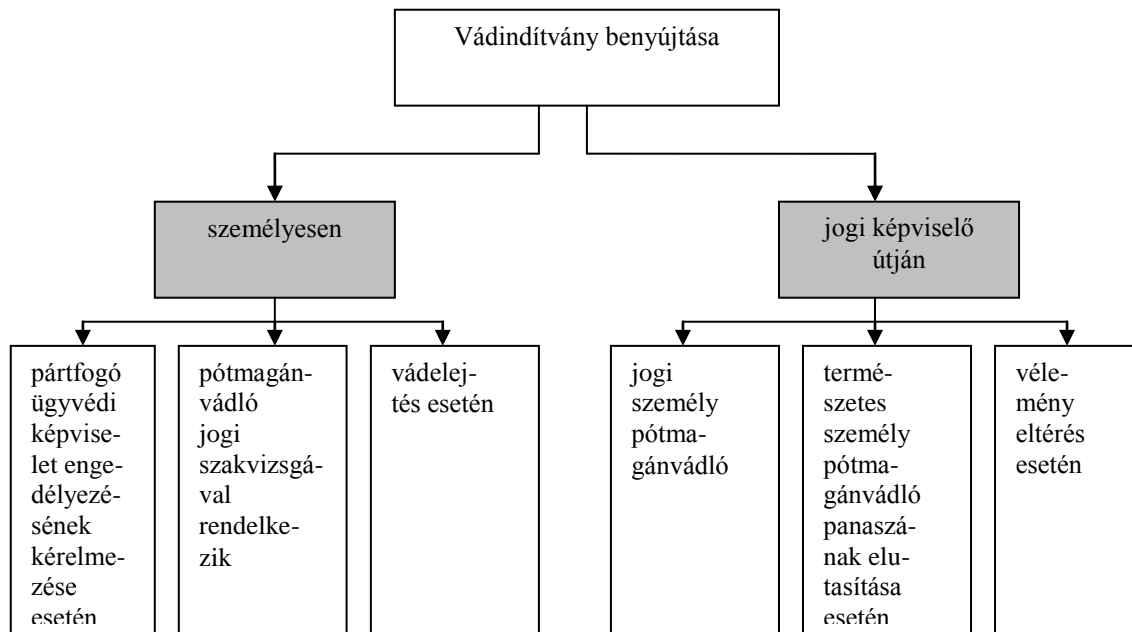 Vádindítvány benyújtása
személyesen
jogi képviselő
útján
pártfogó
ügyvédi
képvise-
let enge-
délyezé-
sének
kérelme-
zése
esetén
pótmagán-
vádló
jogi
szakvizsgá-
val
rendelke-
zik
vádelej-
tés esetén
jogi
személy
pótma-
gánvádló
termé-
szetes
személy
pótma-
gánvádló
panaszá-
nak elu-
tasítása
esetén
véle-
mény
eltérés
esetén